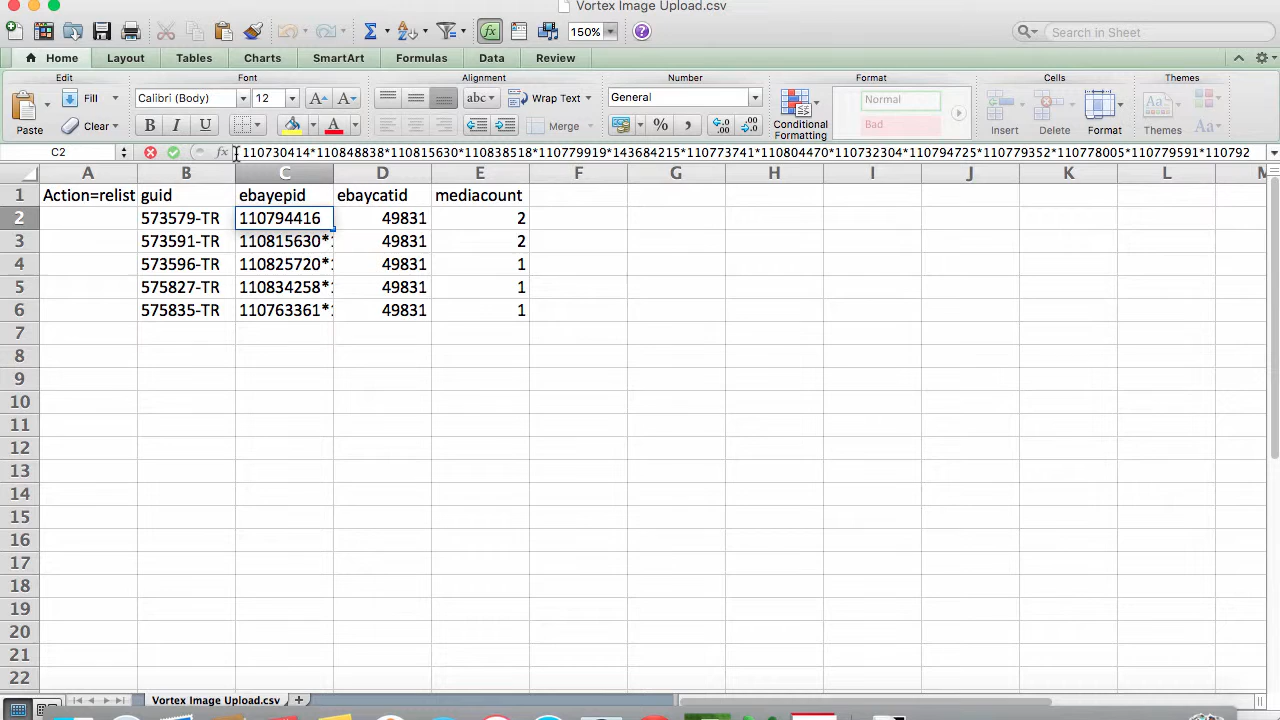 Vortex Image Upload.csv
150%
Search in Sheet
Home Layout Tables Charts SmartArt Formulas Data Review
Edit Font Alignment Number Format Cells Themes
Paste Fill Clear Calibri (Body) 12 abc Wrap Text Merge General Conditional Formatting Normal Bad Insert Delete Format Themes Aa
B I U A %
C2 fx 110730414*110848838*110815630*110838518*110779919*143684215*110773741*110804470*110732304*110794725*110779352*110778005*110779591*110792
A B C D E F G H I J K L M
1 Action=relist guid ebayepid ebaycatid mediacount
2 573579-TR 110794416 49831 2
3 573591-TR 110815630* 49831 2
4 573596-TR 110825720* 49831 1
5 575827-TR 110834258* 49831 1
6 575835-TR 110763361* 49831 1
7
8
9
10
11
12
13
14
15
16
17
18
19
20
21
22
Vortex Image Upload.csv